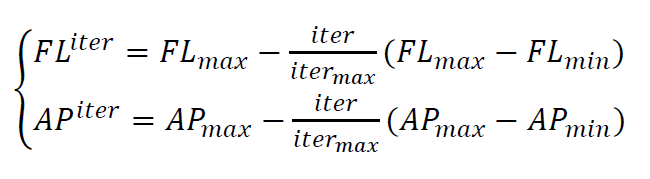 FL^{iter} = FL_{max} - \frac{iter}{iter_{max}}(FL_{max} - FL_{min})
AP^{iter} = AP_{max} - \frac{iter}{iter_{max}}(AP_{max} - AP_{min})